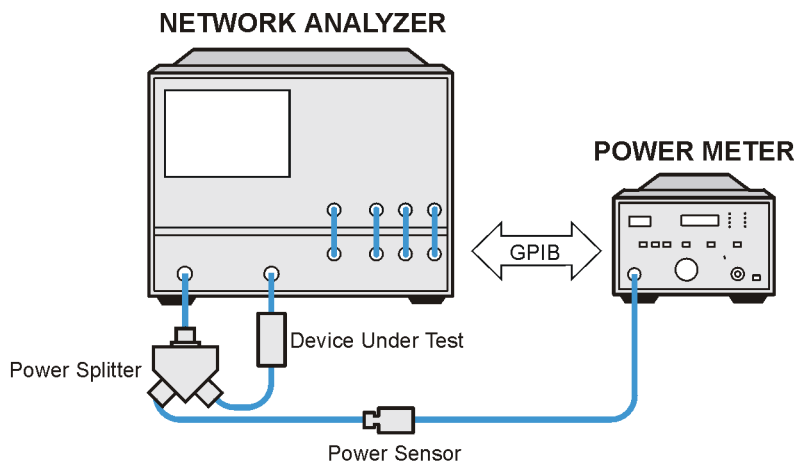 NETWORK ANALYZER
POWER METER
GPIB
Device Under Test
Power Splitter
Power Sensor